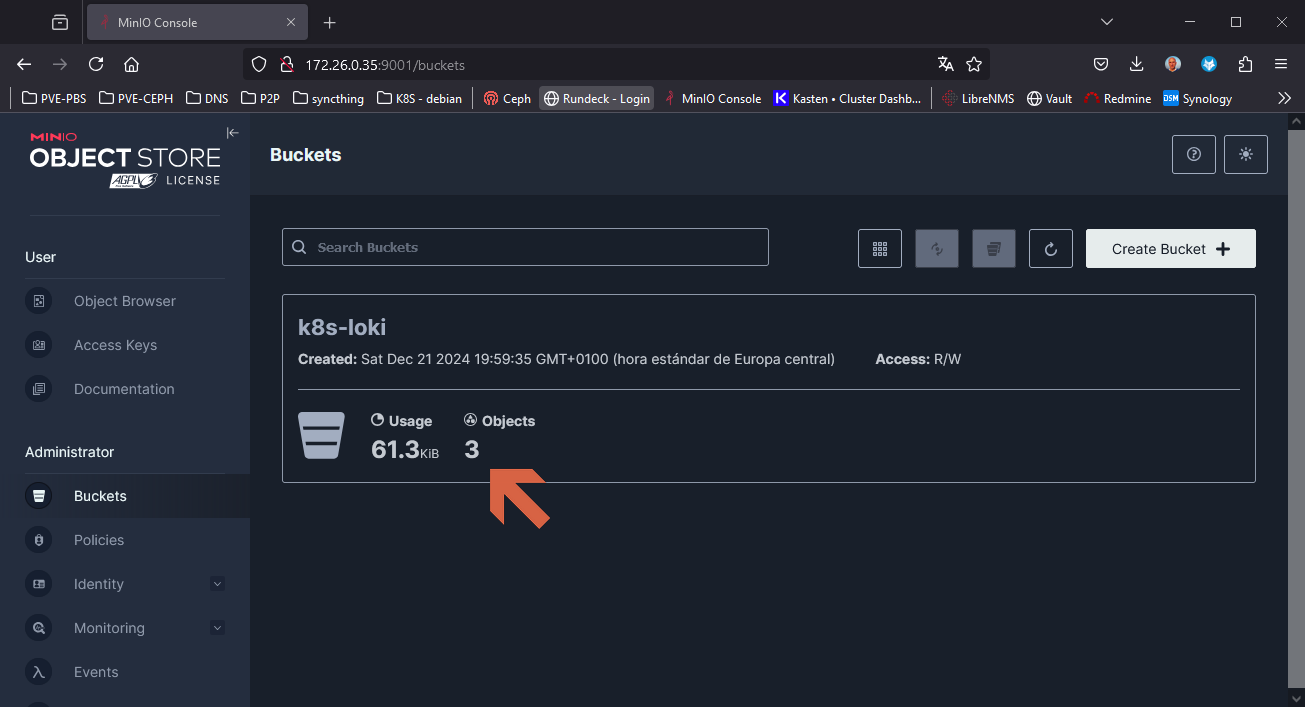 MinIO Console
172.26.0.35:9001/buckets
PVE-PBS PVE-CEPH DNS P2P syncthing K8S - debian Ceph Rundeck - Login MinIO Console Kasten • Cluster Dashb... LibreNMS Vault Redmine DSM Synology
MINIO
OBJECT STORE
AGPLv3 LICENSE
Buckets
User
Object Browser
Access Keys
Documentation
Administrator
Buckets
Policies
Identity
Monitoring
Events
Search Buckets
Create Bucket
k8s-loki
Created: Sat Dec 21 2024 19:59:35 GMT+0100 (hora estándar de Europa central) Access: R/W
Usage Objects
61.3KiB 3